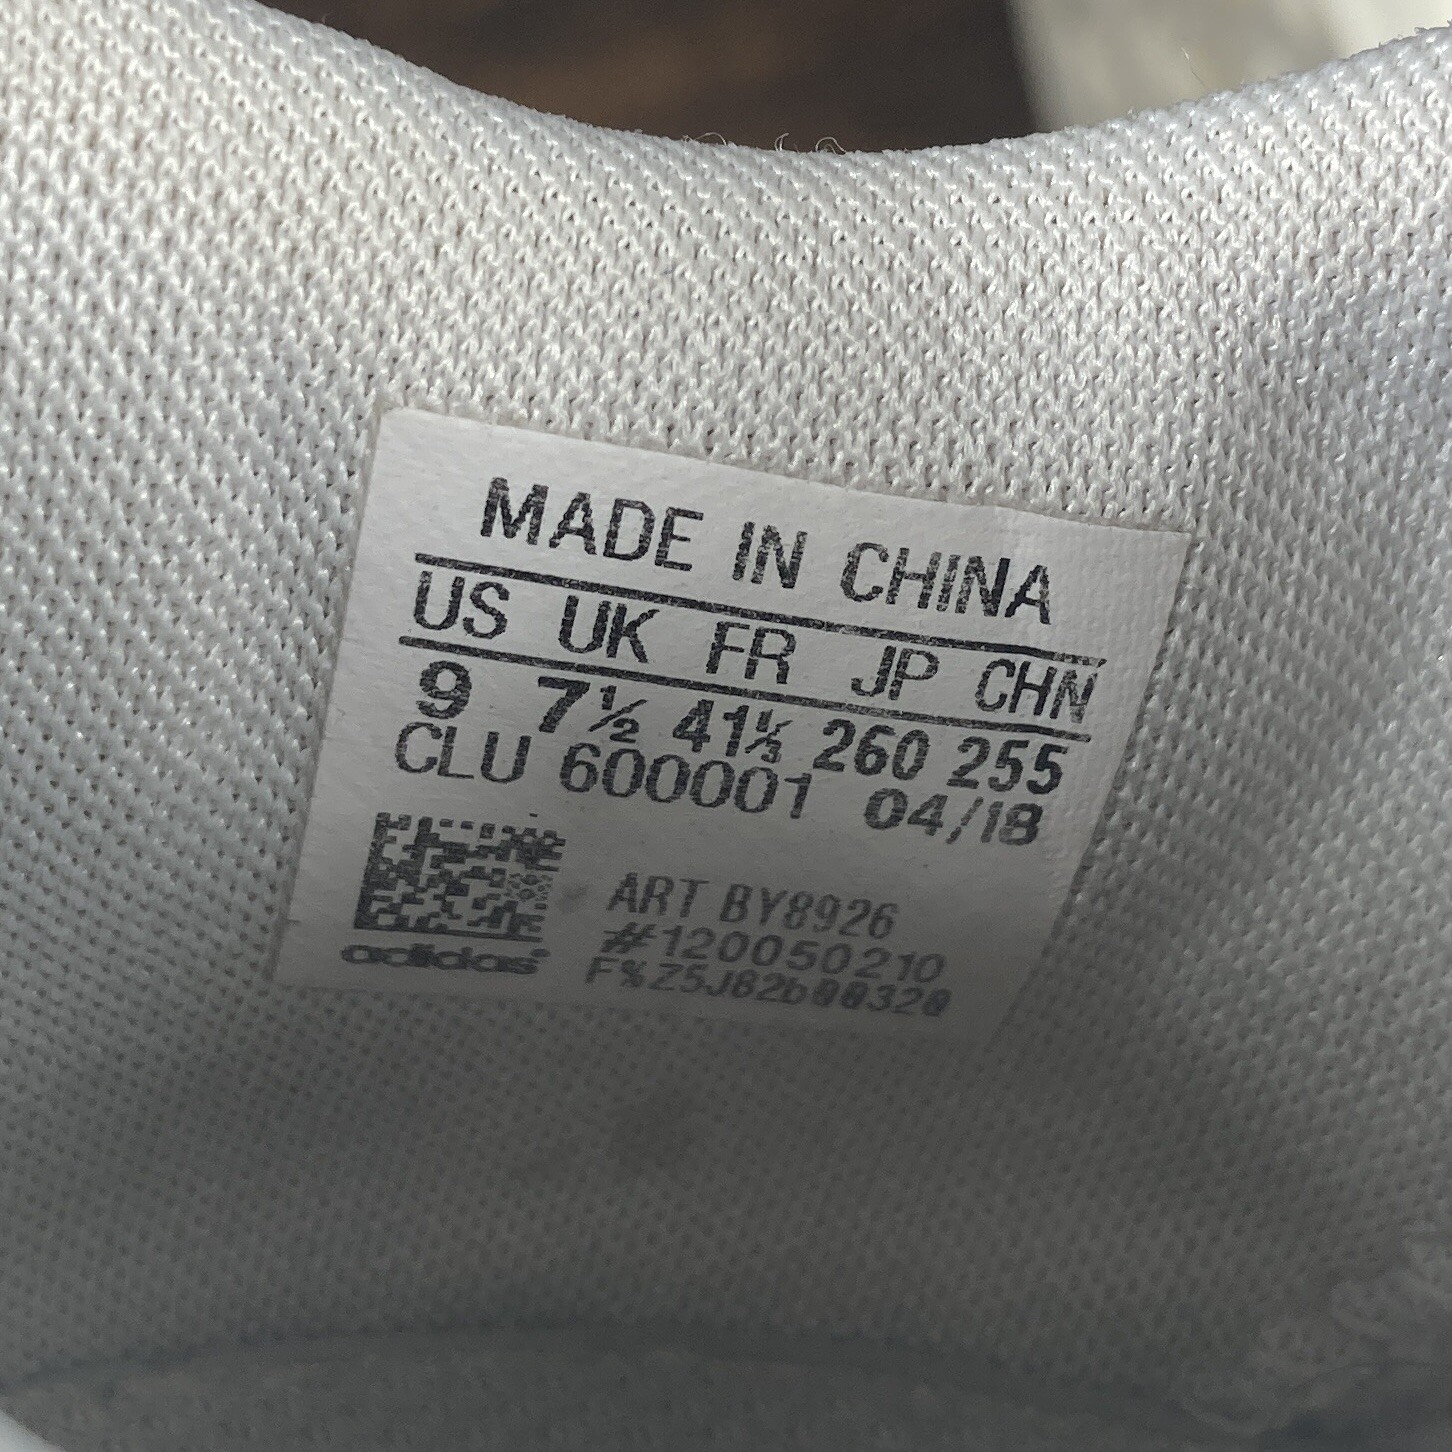 MADE IN CHINA
US UK FR JP CHN
9 7½ 41⅓ 260 255
CLU 600001 04/18
ART BY8926
#120050210
adidas